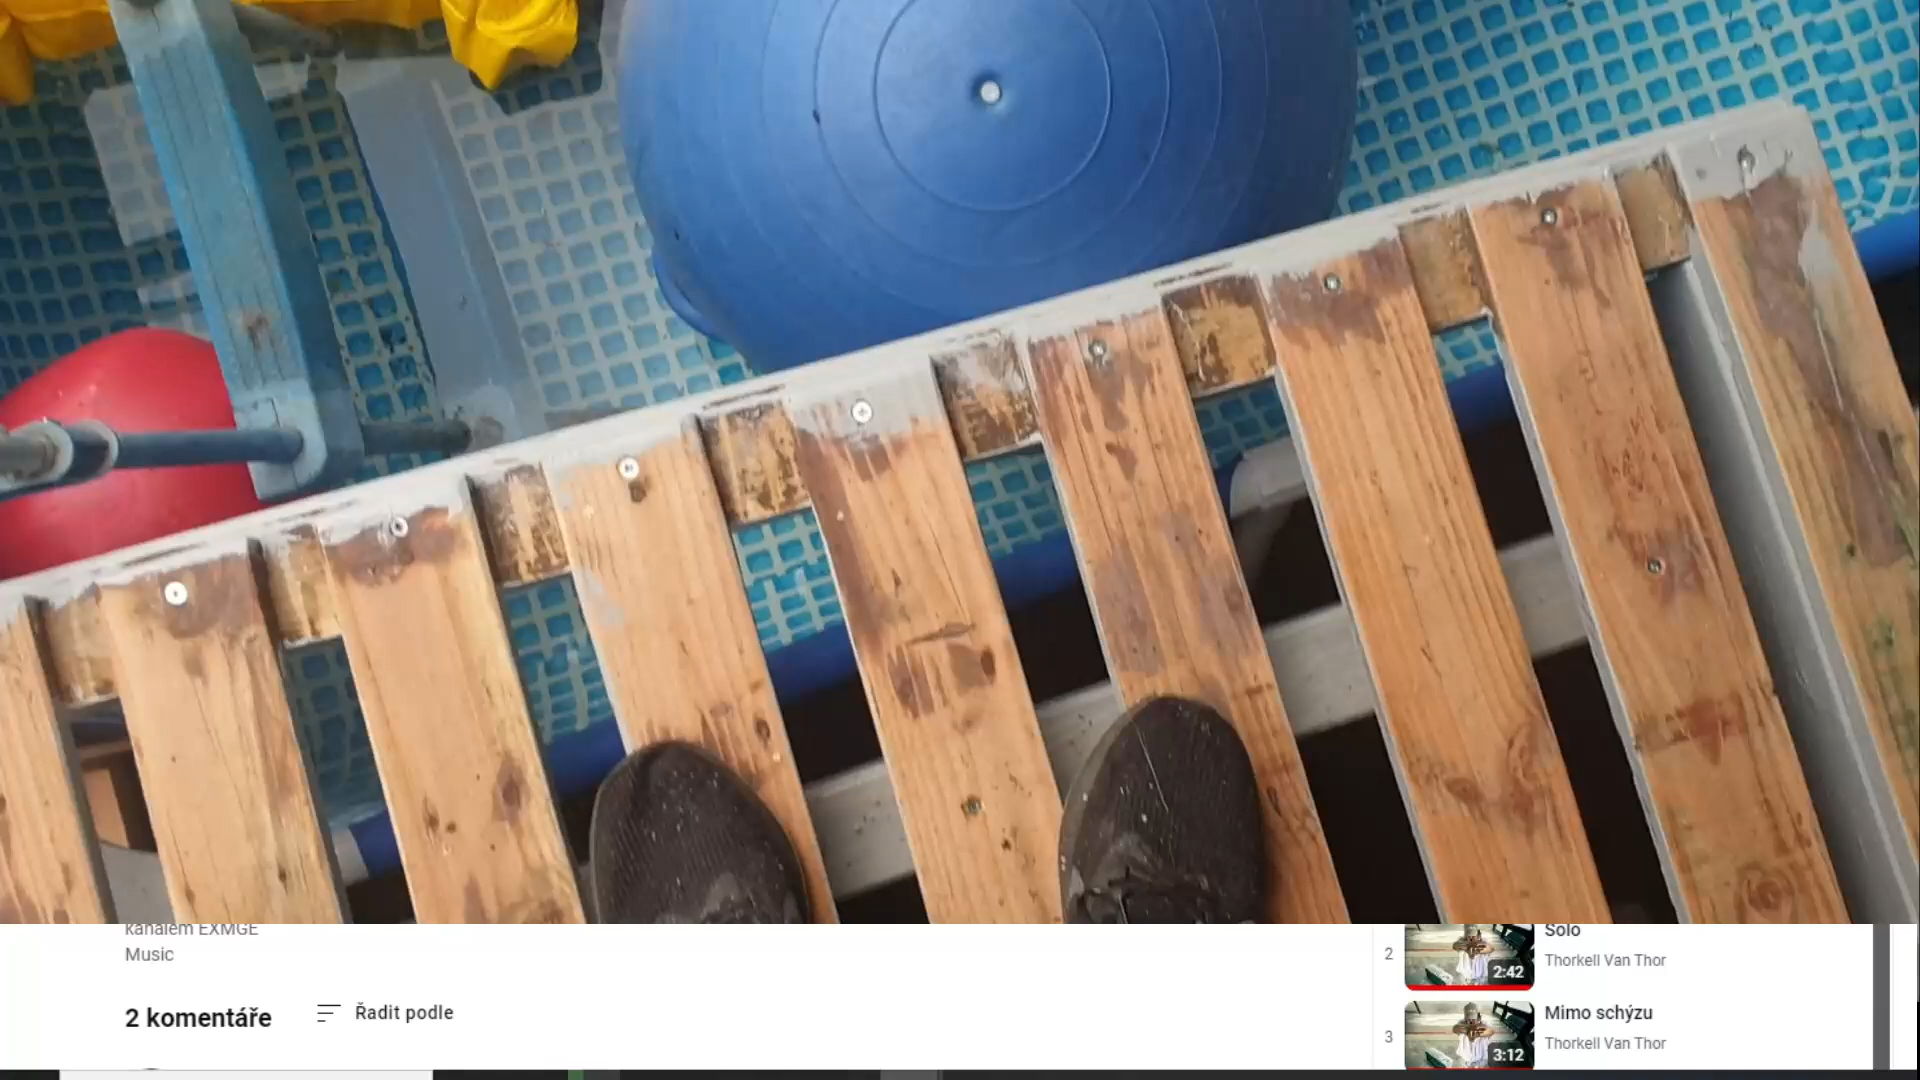 kanálem EXMGE
Music
2 komentáře
Řadit podle
2
2:42
Sólo
Thorkell Van Thor
3
3:12
Mimo schýzu
Thorkell Van Thor